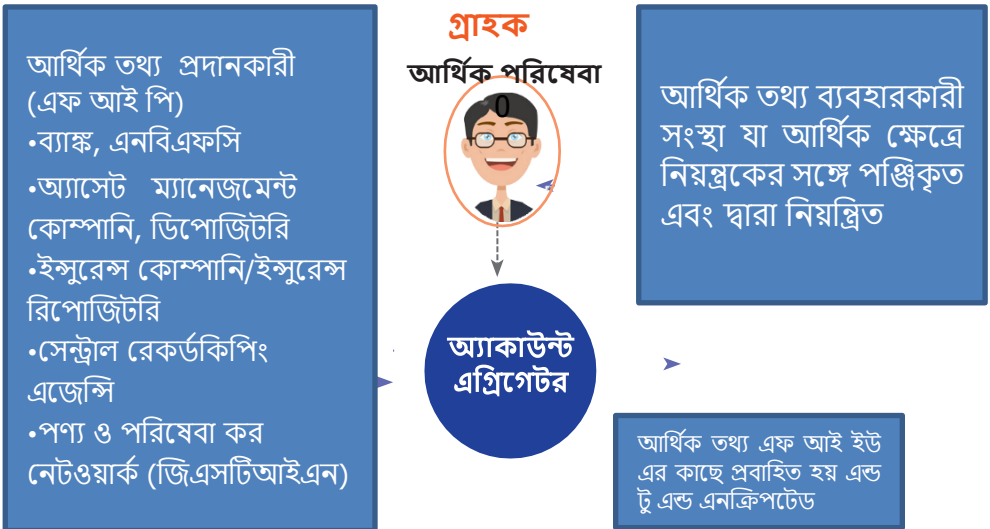 আর্থিক তথ্য প্রদানকারী
(এফ আই পি)
•ব্যাঙ্ক, এনবিএফসি
•অ্যাসেট ম্যানেজমেন্ট
কোম্পানি, ডিপোজিটরি
•ইন্সুরেন্স কোম্পানি/ইন্সুরেন্স
রিপোজিটরি
•সেন্ট্রাল রেকর্ডকিপিং
এজেন্সি
•পণ্য ও পরিষেবা কর
নেটওয়ার্ক (জিএসটিআইএন)
গ্রাহক
আর্থিক পরিষেবা
0
অ্যাকাউন্ট
এগ্রিগেটর
আর্থিক তথ্য ব্যবহারকারী
সংস্থা যা আর্থিক ক্ষেত্রে
নিয়ন্ত্রকের সঙ্গে পঞ্জিকৃত
এবং দ্বারা নিয়ন্ত্রিত
আর্থিক তথ্য এফ আই ইউ
এর কাছে প্রবাহিত হয় এন্ড
টু এন্ড এনক্রিপটেড